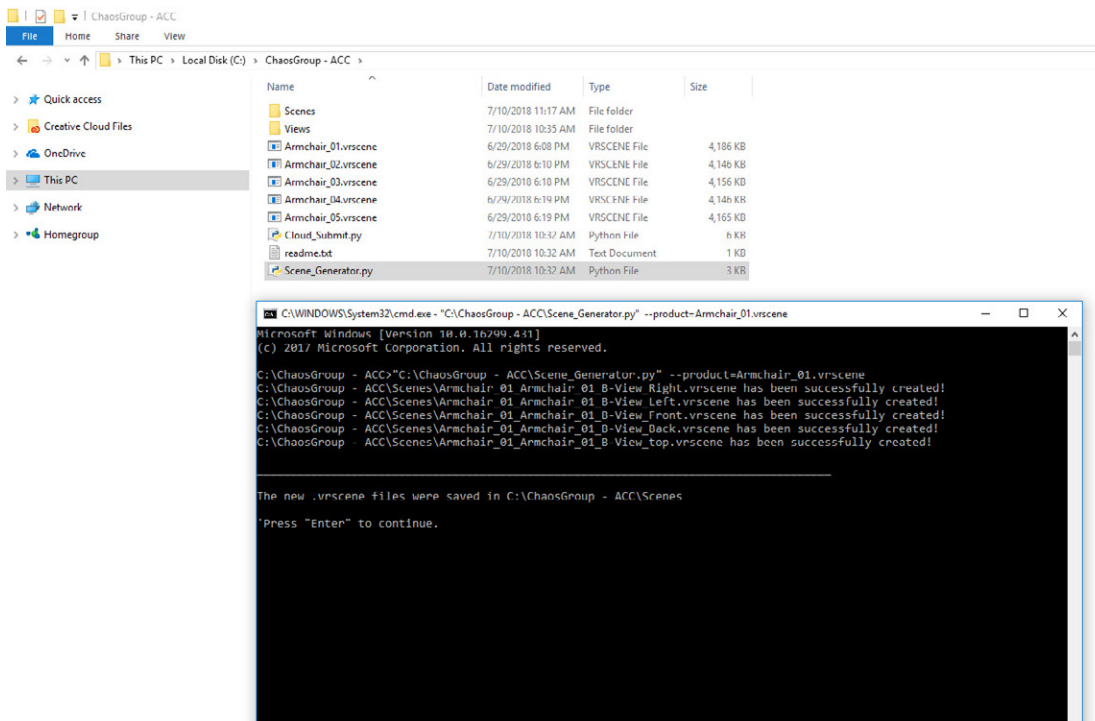 ChaosGroup - ACC
File Home Share View
This PC > Local Disk (C:) > ChaosGroup - ACC >
Name Date modified Type Size
Quick access
Creative Cloud Files
OneDrive
This PC
Network
Homegroup
Scenes 7/10/2018 11:17 AM File folder
Views 7/10/2018 10:35 AM File folder
Armchair_01.vrscene 6/29/2018 6:08 PM VRSCENE File 4,186 KB
Armchair_02.vrscene 6/29/2018 6:10 PM VRSCENE File 4,146 KB
Armchair_03.vrscene 6/29/2018 6:18 PM VRSCENE File 4,156 KB
Armchair_04.vrscene 6/29/2018 6:19 PM VRSCENE File 4,146 KB
Armchair_05.vrscene 6/29/2018 6:19 PM VRSCENE File 4,165 KB
Cloud_Submit.py 7/10/2018 10:32 AM Python File 6 KB
readme.txt 7/10/2018 10:32 AM Text Document 1 KB
Scene_Generator.py 7/10/2018 10:32 AM Python File 3 KB
C:\WINDOWS\System32\cmd.exe - "C:\ChaosGroup - ACC\Scene_Generator.py" --product=Armchair_01.vrscene
Microsoft Windows [Version 10.0.16299.431]
(c) 2017 Microsoft Corporation. All rights reserved.
C:\ChaosGroup - ACC>"C:\ChaosGroup - ACC\Scene_Generator.py" --product=Armchair_01.vrscene
C:\ChaosGroup - ACC\Scenes\Armchair_01_Armchair_01_B-View_Right.vrscene has been successfully created!
C:\ChaosGroup - ACC\Scenes\Armchair_01_Armchair_01_B-View_Left.vrscene has been successfully created!
C:\ChaosGroup - ACC\Scenes\Armchair_01_Armchair_01_B-View_Front.vrscene has been successfully created!
C:\ChaosGroup - ACC\Scenes\Armchair_01_Armchair_01_B-View_Back.vrscene has been successfully created!
C:\ChaosGroup - ACC\Scenes\Armchair_01_Armchair_01_B-View_top.vrscene has been successfully created!
The new .vrscene files were saved in C:\ChaosGroup - ACC\Scenes
'Press "Enter" to continue.